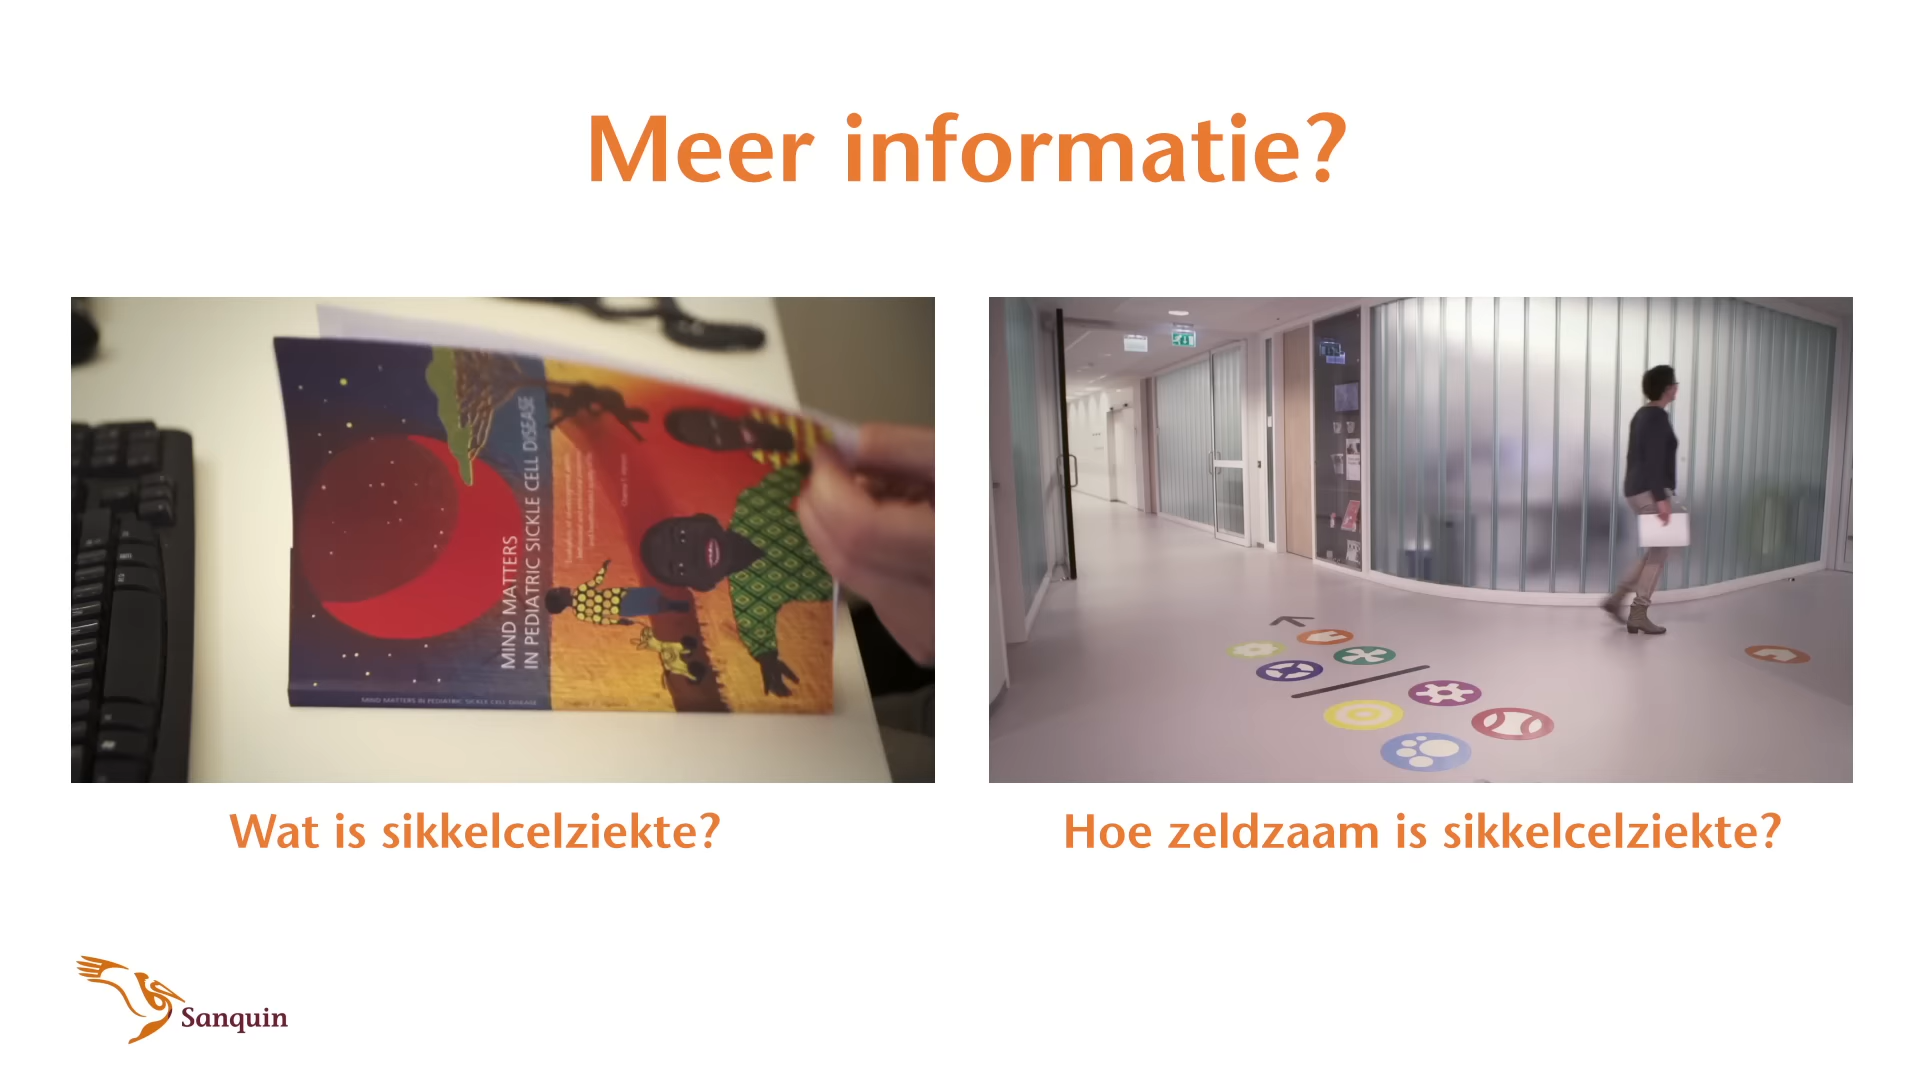 Meer informatie?
MIND MATTERS
IN PEDIATRIC SICKLE CELL DISEASE
MIND MATTERS IN PEDIATRIC SICKLE CELL DISEASE
Wat is sikkelcelziekte?
Hoe zeldzaam is sikkelcelziekte?
Sanquin